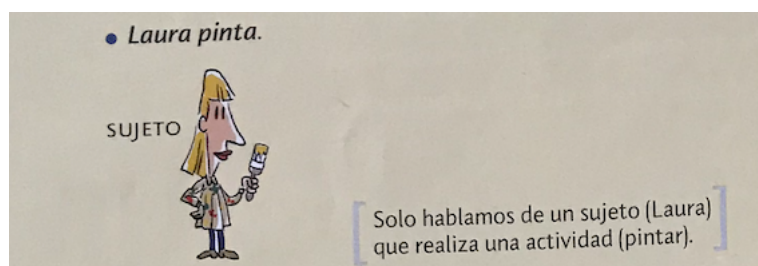 • Laura pinta.
SUJETO
[Solo hablamos de un sujeto (Laura)
que realiza una actividad (pintar).]